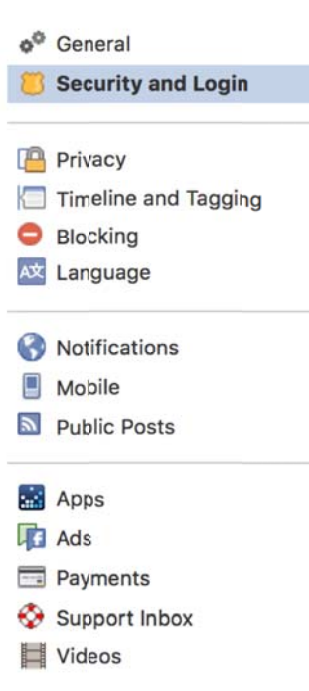 General
Security and Login
Privacy
Timeline and Tagging
Blocking
Language
Notifications
Mobile
Public Posts
Apps
Ads
Payments
Support Inbox
Videos